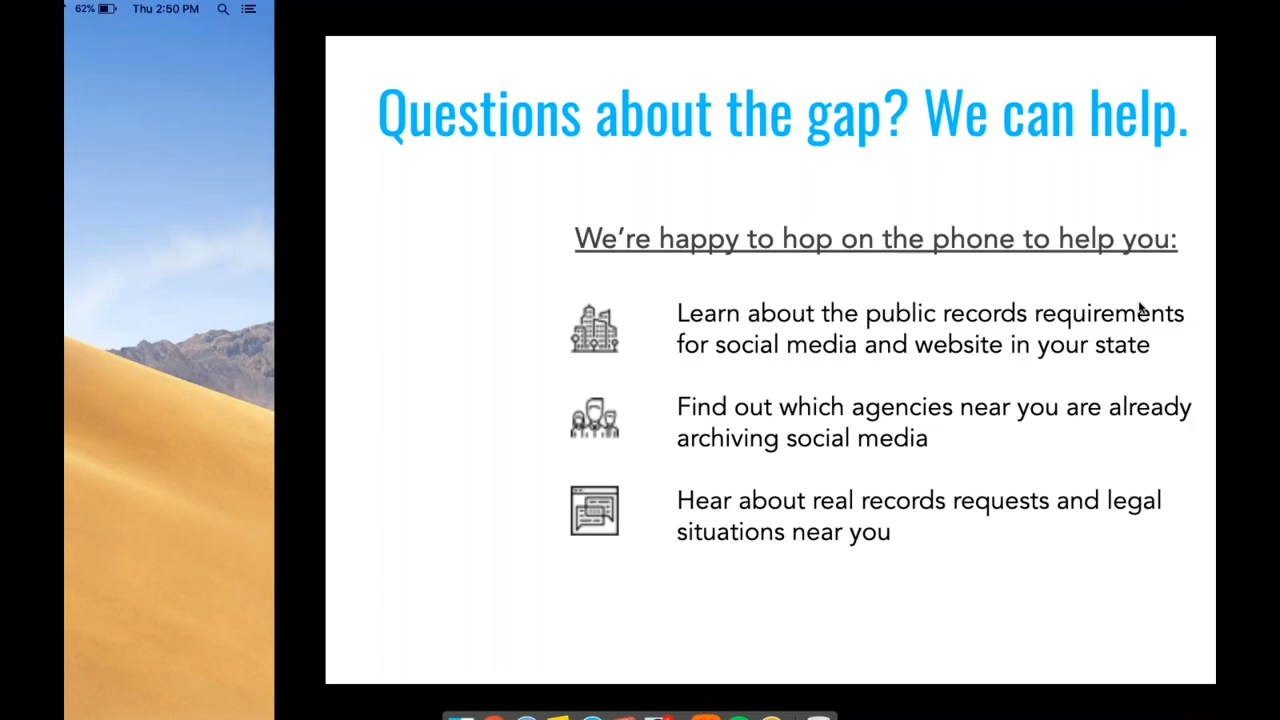 62%
Thu 2:50 PM
Questions about the gap? We can help.
We’re happy to hop on the phone to help you:
Learn about the public records requirements
for social media and website in your state
Find out which agencies near you are already
archiving social media
Hear about real records requests and legal
situations near you